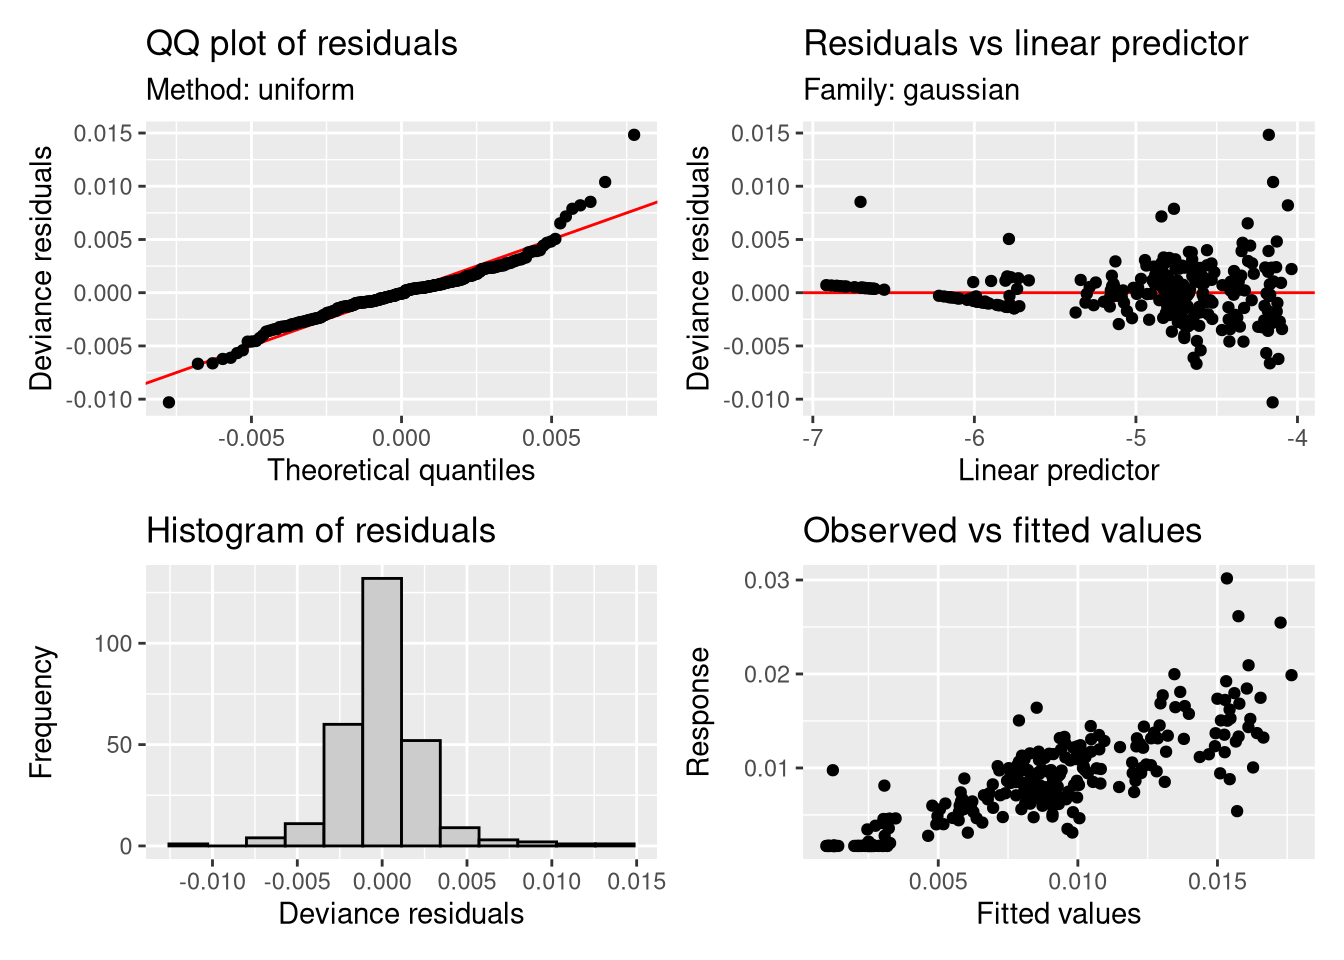 QQ plot of residuals
Method: uniform
Deviance residuals
0.015
0.010
0.005
0.000
-0.005
-0.010
-0.005
0.000
0.005
Theoretical quantiles
Residuals vs linear predictor
Family: gaussian
Deviance residuals
0.015
0.010
0.005
0.000
-0.005
-0.010
-7
-6
-5
-4
Linear predictor
Histogram of residuals
Frequency
100
50
0
-0.010
-0.005
0.000
0.005
0.010
0.015
Deviance residuals
Observed vs fitted values
Response
0.03
0.02
0.01
0.005
0.010
0.015
Fitted values